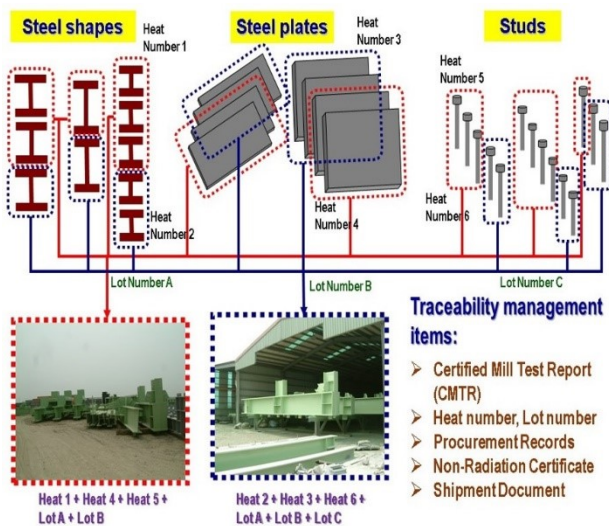 Steel shapes
Steel plates
Studs
Heat
Number 1
Heat
Number 3
Heat
Number 5
Heat
Number 2
Heat
Number 4
Heat
Number 6
Lot Number A
Lot Number B
Lot Number C
Traceability management
items:
Certified Mill Test Report
(CMTR)
Heat number, Lot number
Procurement Records
Non-Radiation Certificate
Shipment Document
Heat 1 + Heat 4 + Heat 5 +
Lot A + Lot B
Heat 2 + Heat 3 + Heat 6 +
Lot A + Lot B + Lot C